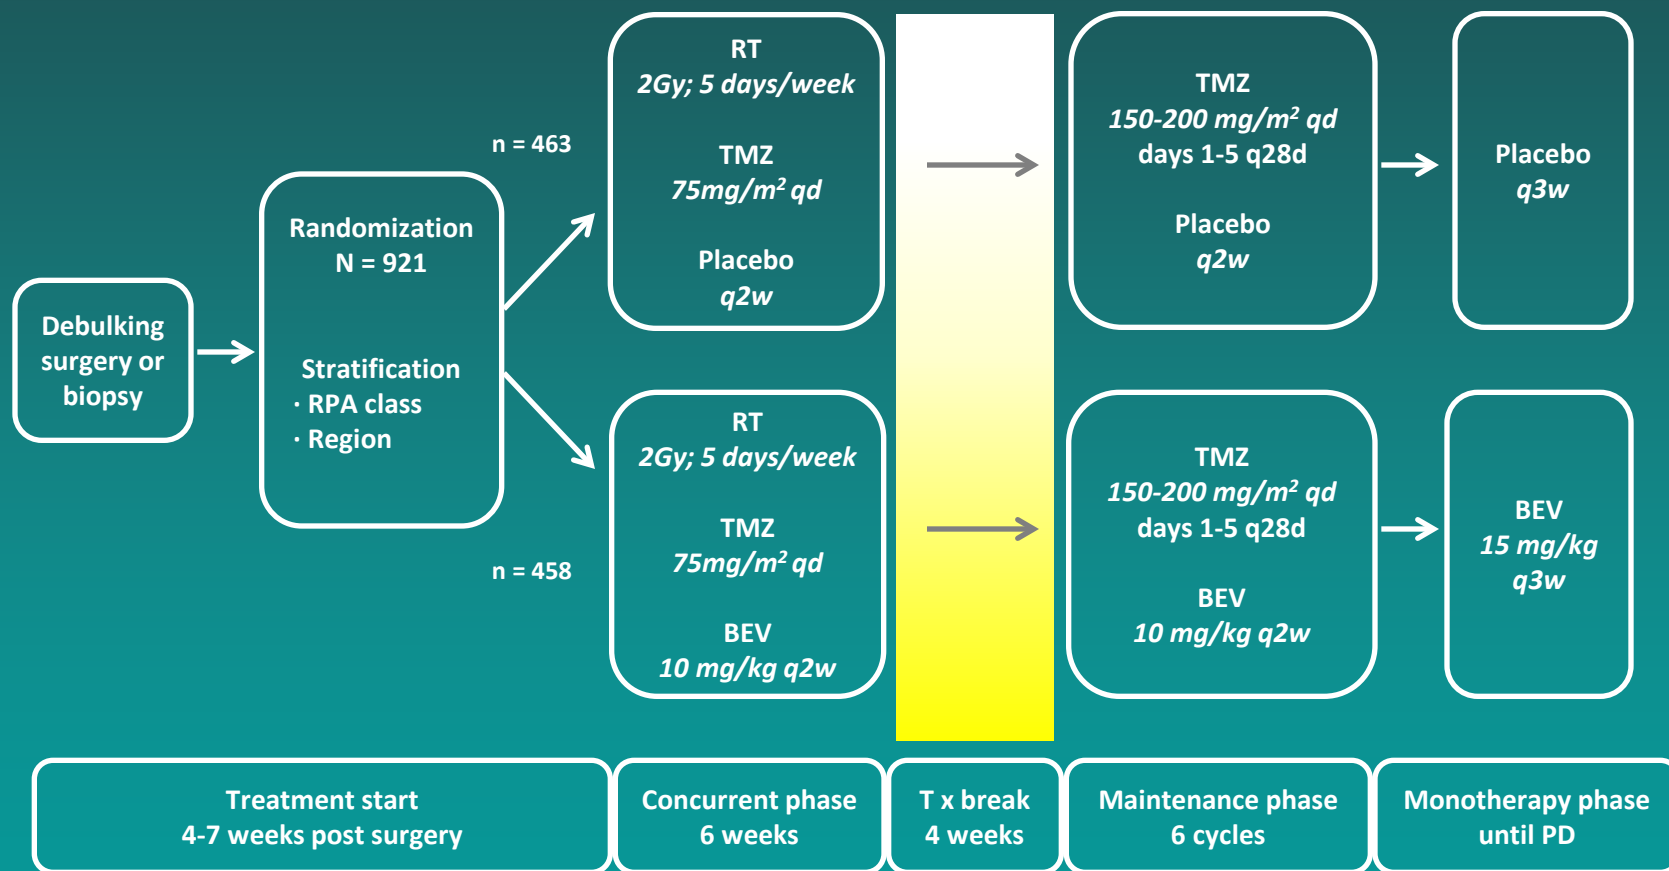 Debulking
surgery or
biopsy
Randomization
N = 921
Stratification
· RPA class
· Region
n = 463
RT
2Gy; 5 days/week
TMZ
75mg/m² qd
Placebo
q2w
TMZ
150-200 mg/m² qd
days 1-5 q28d
Placebo
q2w
Placebo
q3w
n = 458
RT
2Gy; 5 days/week
TMZ
75mg/m² qd
BEV
10 mg/kg q2w
TMZ
150-200 mg/m² qd
days 1-5 q28d
BEV
10 mg/kg q2w
BEV
15 mg/kg
q3w
Treatment start
4-7 weeks post surgery
Concurrent phase
6 weeks
T x break
4 weeks
Maintenance phase
6 cycles
Monotherapy phase
until PD